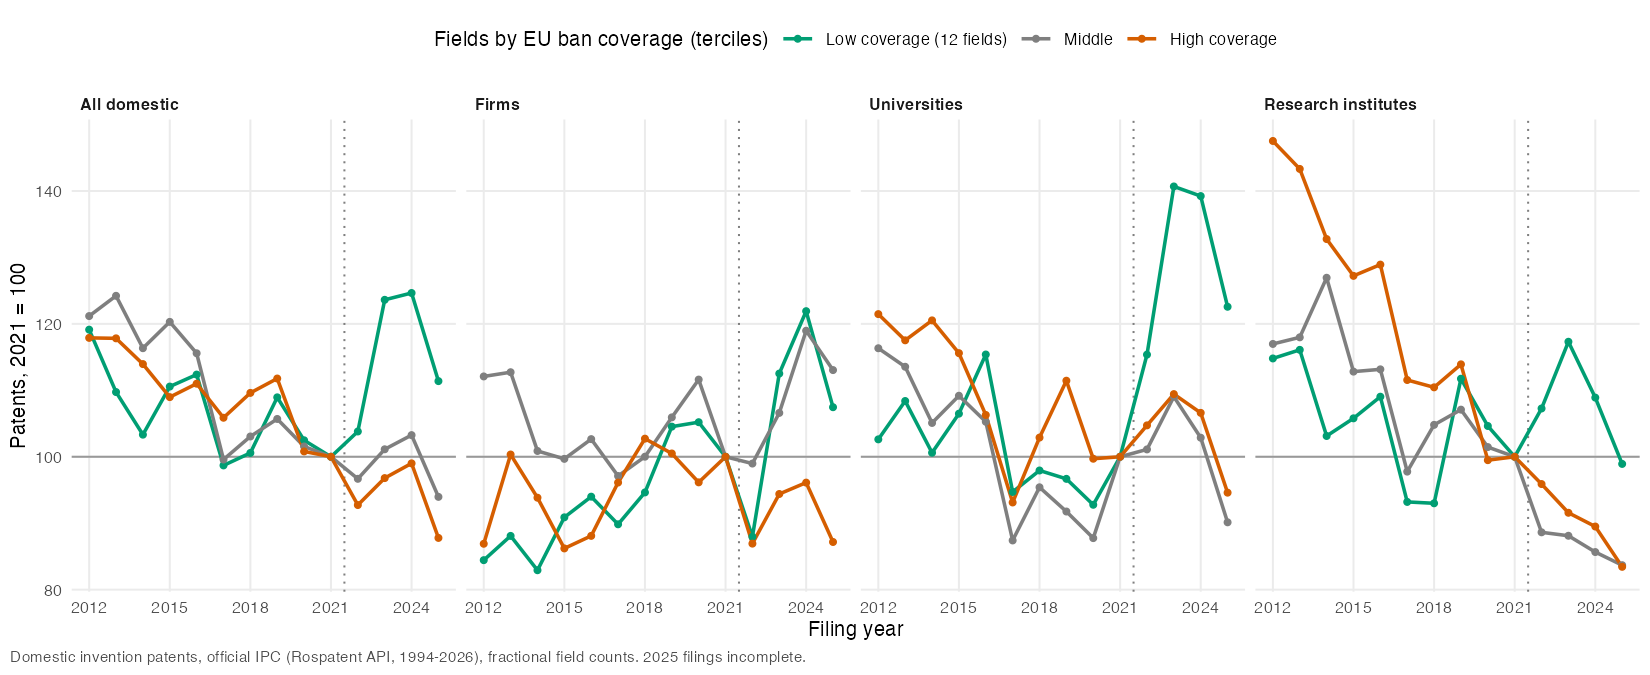 Fields by EU ban coverage (terciles) Low coverage (12 fields) Middle High coverage
All domestic Firms Universities Research institutes
Patents, 2021 = 100
140
120
100
80
2012 2015 2018 2021 2024 2012 2015 2018 2021 2024 2012 2015 2018 2021 2024 2012 2015 2018 2021 2024
Filing year
Domestic invention patents, official IPC (Rospatent API, 1994-2026), fractional field counts. 2025 filings incomplete.